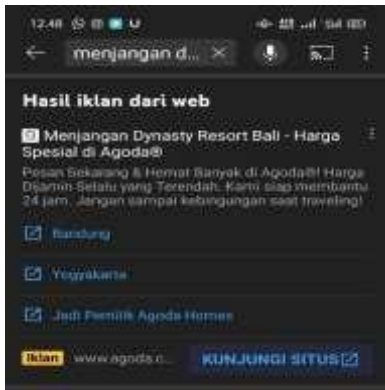 12.48
menjangan d...
Hasil iklan dari web
Menjangan Dynasty Resort Bali - Harga
Spesial di Agoda®
Pesan Sekarang & Hemat Banyak di Agoda®! Harga
Dijamin Selalu yang Terendah. Kami siap membantu
24 jam. Jangan sampai kebingungan saat traveling!
Bandung
Yogyakarta
Jadi Pemilik Agoda Homes
Iklan www.agoda.c... KUNJUNGI SITUS